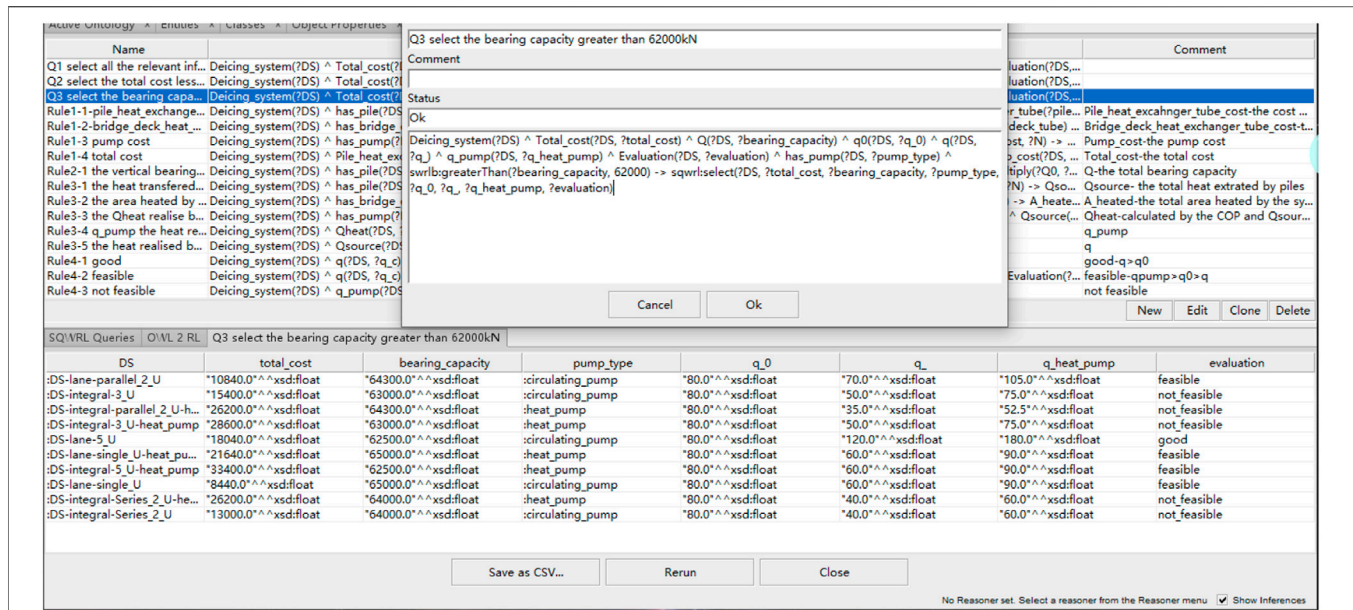 Active Ontology × Entities × Classes × Object Properties ×
Q3 select the bearing capacity greater than 62000kN
Comment
Status
Ok
Deicing_system(?DS) ^ Total_cost(?DS, ?total_cost) ^ Q(?DS, ?bearing_capacity) ^ q0(?DS, ?q_0) ^ q(?DS,
?q_) ^ q_pump(?DS, ?q_heat_pump) ^ Evaluation(?DS, ?evaluation) ^ has_pump(?DS, ?pump_type) ^
swrlb:greaterThan(?bearing_capacity, 62000) -> sqwrl:select(?DS, ?total_cost, ?bearing_capacity, ?pump_type,
?q_0, ?q_, ?q_heat_pump, ?evaluation)
Cancel Ok
Name Comment
Q1 select all the relevant inf... Deicing_system(?DS) ^ Total_cost(?I luation(?DS,...
Q2 select the total cost less... Deicing_system(?DS) ^ Total_cost(?I luation(?DS,...
Q3 select the bearing capa... Deicing_system(?DS) ^ Total_cost(?I luation(?DS,...
Rule1-1-pile_heat_exchange... Deicing_system(?DS) ^ has_pile(?DS r_tube(?pile... Pile_heat_excahnger_tube_cost-the cost ...
Rule1-2-bridge_deck_heat_... Deicing_system(?DS) ^ has_bridge_ deck_tube) ... Bridge_deck_heat_exchanger_tube_cost-t...
Rule1-3 pump cost Deicing_system(?DS) ^ has_pump(? ost, ?N) -> ... Pump_cost-the pump cost
Rule1-4 total cost Deicing_system(?DS) ^ Pile_heat_ex _cost(?DS, ... Total_cost-the total cost
Rule2-1 the vertical bearing... Deicing_system(?DS) ^ has_pile(?DS tiply(?Q0, ?... Q-the total bearing capacity
Rule3-1 the heat transfered... Deicing_system(?DS) ^ has_pile(?DS ?N) -> Qso... Qsource- the total heat extrated by piles
Rule3-2 the area heated by ... Deicing_system(?DS) ^ has_bridge_ -> A_heate... A_heated-the total area heated by the sy...
Rule3-3 the Qheat realise b... Deicing_system(?DS) ^ has_pump(? ^ Qsource(... Qheat-calculated by the COP and Qsour...
Rule3-4 q_pump the heat re... Deicing_system(?DS) ^ Qheat(?DS, q_pump
Rule3-5 the heat realised b... Deicing_system(?DS) ^ Qsource(?DS q
Rule4-1 good Deicing_system(?DS) ^ q(?DS, ?q_c) good-q>q0
Rule4-2 feasible Deicing_system(?DS) ^ q(?DS, ?q_c) Evaluation(?... feasible-qpump>q0>q
Rule4-3 not feasible Deicing_system(?DS) ^ q_pump(?DS not feasible
New Edit Clone Delete
SQWRL Queries OWL 2 RL Q3 select the bearing capacity greater than 62000kN
DS total_cost bearing_capacity pump_type q_0 q_ q_heat_pump evaluation
:DS-lane-parallel_2_U "10840.0"^^xsd:float "64300.0"^^xsd:float :circulating_pump "80.0"^^xsd:float "70.0"^^xsd:float "105.0"^^xsd:float feasible
:DS-integral-3_U "15400.0"^^xsd:float "63000.0"^^xsd:float :circulating_pump "80.0"^^xsd:float "50.0"^^xsd:float "75.0"^^xsd:float not_feasible
:DS-integral-parallel_2_U-h... "26200.0"^^xsd:float "64300.0"^^xsd:float :heat_pump "80.0"^^xsd:float "35.0"^^xsd:float "52.5"^^xsd:float not_feasible
:DS-integral-3_U-heat_pump "28600.0"^^xsd:float "63000.0"^^xsd:float :heat_pump "80.0"^^xsd:float "50.0"^^xsd:float "75.0"^^xsd:float not_feasible
:DS-lane-5_U "18040.0"^^xsd:float "62500.0"^^xsd:float :circulating_pump "80.0"^^xsd:float "120.0"^^xsd:float "180.0"^^xsd:float good
:DS-lane-single_U-heat_pu... "21640.0"^^xsd:float "65000.0"^^xsd:float :heat_pump "80.0"^^xsd:float "60.0"^^xsd:float "90.0"^^xsd:float feasible
:DS-integral-5_U-heat_pump "33400.0"^^xsd:float "62500.0"^^xsd:float :heat_pump "80.0"^^xsd:float "60.0"^^xsd:float "90.0"^^xsd:float feasible
:DS-lane-single_U "8440.0"^^xsd:float "65000.0"^^xsd:float :circulating_pump "80.0"^^xsd:float "60.0"^^xsd:float "90.0"^^xsd:float feasible
:DS-integral-Series_2_U-he... "26200.0"^^xsd:float "64000.0"^^xsd:float :heat_pump "80.0"^^xsd:float "40.0"^^xsd:float "60.0"^^xsd:float not_feasible
:DS-integral-Series_2_U "13000.0"^^xsd:float "64000.0"^^xsd:float :circulating_pump "80.0"^^xsd:float "40.0"^^xsd:float "60.0"^^xsd:float not_feasible
Save as CSV... Rerun Close
No Reasoner set. Select a reasoner from the Reasoner menu Show Inferences